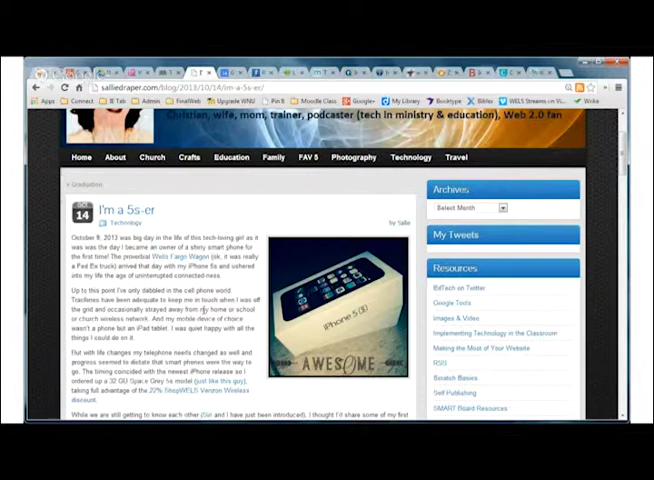 salliedraper.com/blog/2013/10/14/im-a-5s-er/
Apps Connect IE Tab Admin FinalWeb Upgrade WNU Pin It Moodle Class Google+ My Library Booktype Xibles WELS Streams on Vi... Wrike
Christian, wife, mom, trainer, podcaster (tech in ministry & education), Web 2.0 fan
Home About Church Crafts Education Family FAV 5 Photography Technology Travel
« Graduation
OCT
14
I'm a 5s-er
Technology
by Sallie
October 9, 2013 was big day in the life of this tech-loving girl as it
was was the day I became an owner of a shiny smart phone for
the first time! The proverbial Wells Fargo Wagon (ok, it was really
a Fed Ex truck) arrived that day with my iPhone 5s and ushered
into my life the age of uninterrupted connected-ness.
Up to this point I've only dabbled in the cell phone world.
Tracfones have been adequate to keep me in touch when I was off
the grid and occasionally strayed away from my home or school
or church wireless network. And my mobile device of choice
wasn't a phone but an iPad tablet. I was quite happy with all the
things I could do on it.
But with life changes my telephone needs changed as well and
progress seemed to dictate that smart phones were the way to
go. The timing coincided with the newest iPhone release so I
ordered up a 32 GU Space Grey 5s model (just like this guy),
taking full advantage of the 22% ShopWELS Verizon Wireless
discount.
While we are still getting to know each other (Siri and I have just been introduced), I thought I'd share some of my first
iPhone 5(s)
AWESOME
Archives
Select Month
My Tweets
Resources
EdTech on Twitter
Google Tools
Images & Video
Implementing Technology in the Classroom
Making the Most of Your Website
RSS
Scratch Basics
Self Publishing
SMART Board Resources